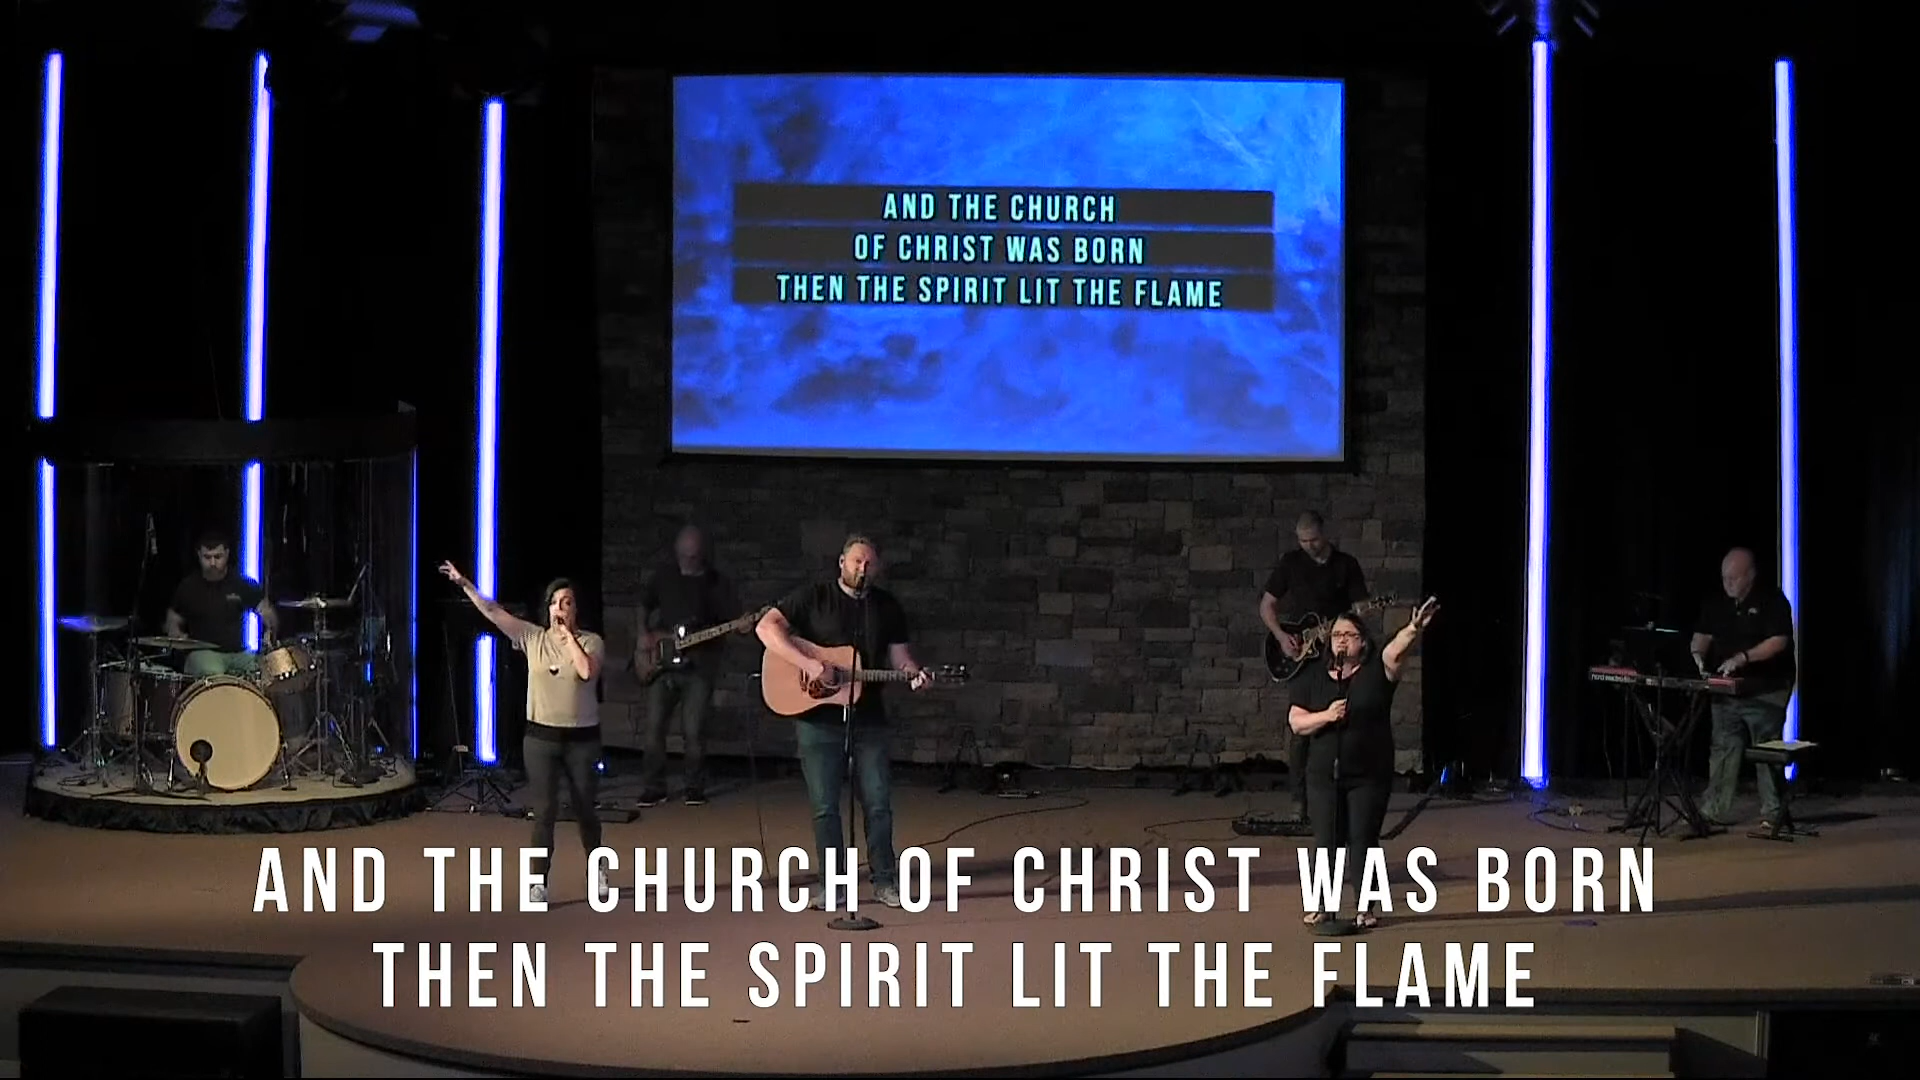 AND THE CHURCH
OF CHRIST WAS BORN
THEN THE SPIRIT LIT THE FLAME
AND THE CHURCH OF CHRIST WAS BORN
THEN THE SPIRIT LIT THE FLAME